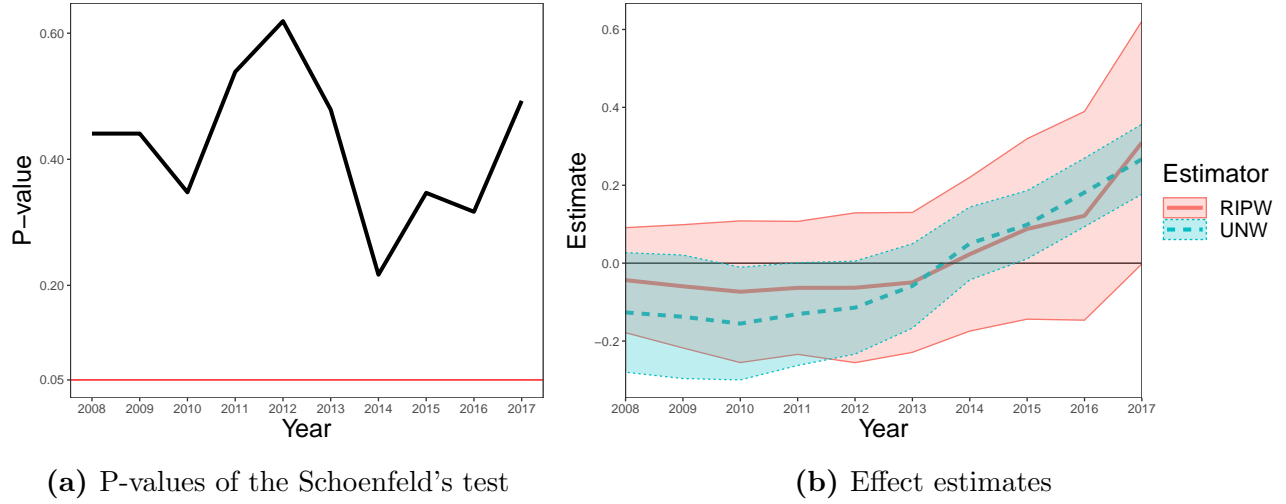 0.60
0.40
0.20
0.05
P-value
2008 2009 2010 2011 2012 2013 2014 2015 2016 2017
Year
(a) P-values of the Schoenfeld's test
0.6
0.4
0.2
0.0
−0.2
Estimate
2008 2009 2010 2011 2012 2013 2014 2015 2016 2017
Year
Estimator
RIPW
UNW
(b) Effect estimates